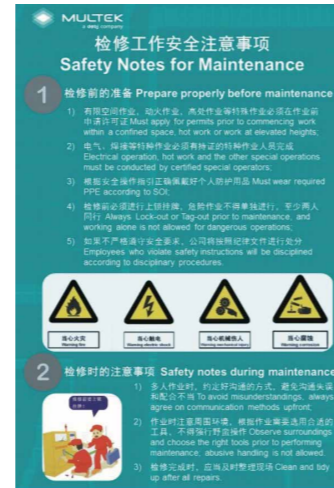 MULTEK
a dsbj company
检修工作安全注意事项
Safety Notes for Maintenance
1 检修前的准备 Prepare properly before maintenance
1) 有限空间作业、动火作业、高处作业等特殊作业必须在作业前
申请许可证 Must apply for permits prior to commencing work
within a confined space, hot work or work at elevated heights;
2) 电气、焊接等特种作业必须有持证的特种作业人员完成
Electrical operation, hot work and the other special operations
must be conducted by certified special operators;
3) 根据安全操作指引正确佩戴好个人防护用品 Must wear required
PPE according to SOI;
4) 检修前必须进行上锁挂牌,危险作业不得单独进行,至少两人
同行 Always Lock-out or Tag-out prior to maintenance, and
working alone is not allowed for dangerous operations;
5) 如果不严格遵守安全要求,公司将按照纪律文件进行处分
Employees who violate safety instructions will be disciplined
according to disciplinary procedures.
当心火灾
Warning fire
当心触电
Warning electric shock
当心机械伤人
Warning mechanical injury
当心腐蚀
Warning corrosion
2 检修时的注意事项 Safety notes during maintenance
1) 多人作业时,约定好沟通的方式,避免沟通失误
和配合不当 To avoid misunderstandings, always
agree on communication methods upfront;
2) 作业时注意周围环境,根据作业需要选用合适的
工具,不得强行野蛮操作 Observe surroundings
and choose the right tools prior to performing
maintenance; abusive handling is not allowed.
3) 检修完成时,应当及时整理现场 Clean and tidy
up after all repairs.